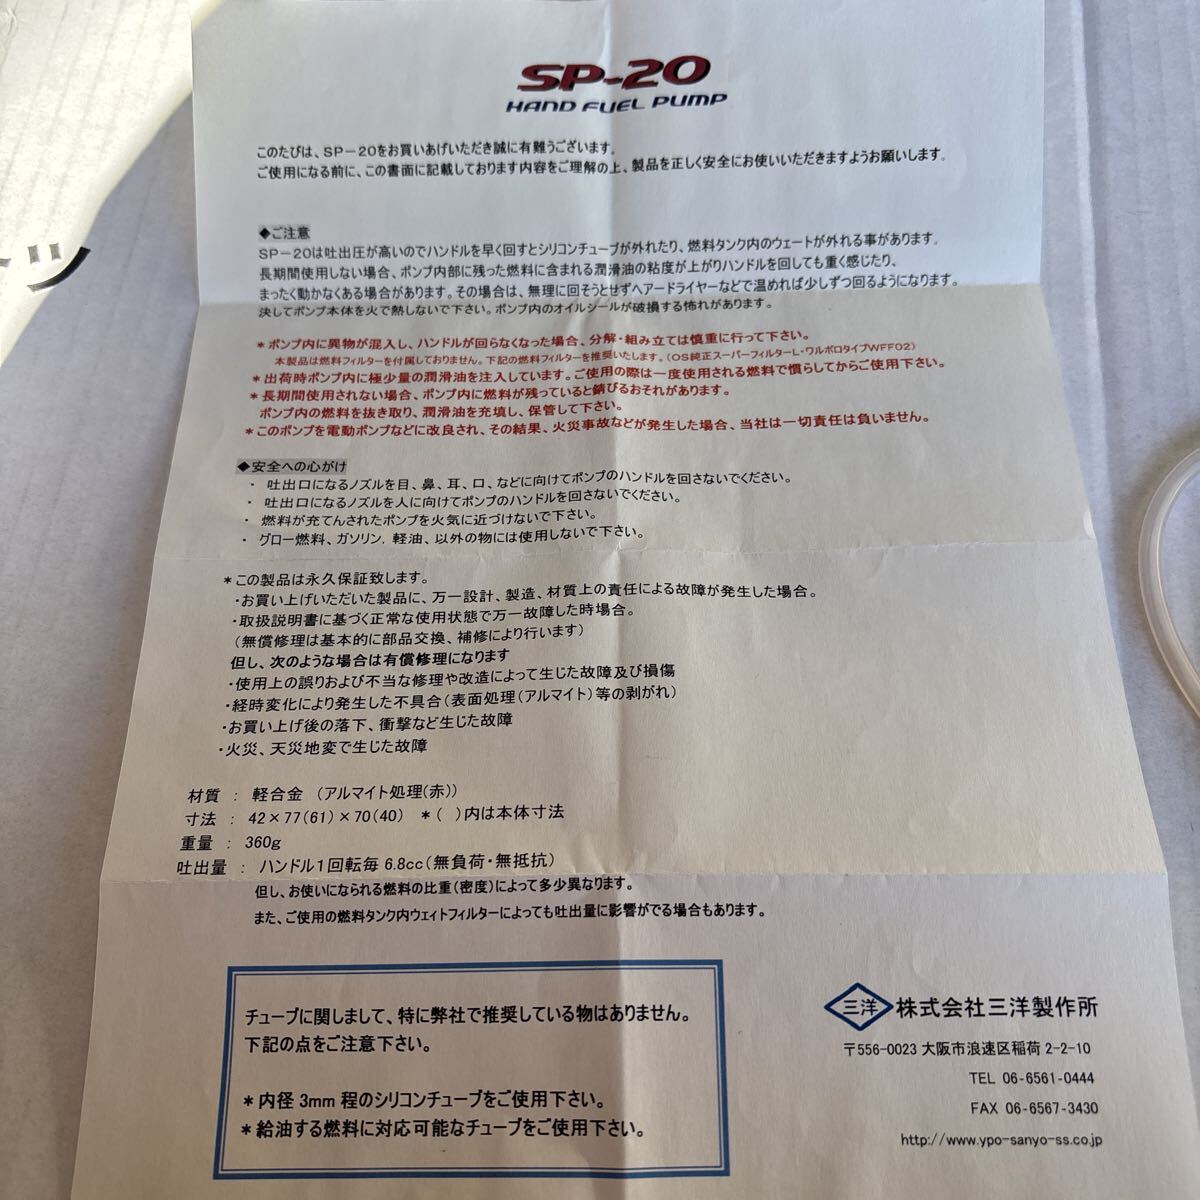 SP-20
HAND FUEL PUMP
このたびは、SP－20をお買いあげいただき誠に有難うございます。
ご使用になる前に、この書面に記載しております内容をご理解の上、製品を正しく安全にお使いいただきますようお願いします。
◆ご注意
SP－20は吐出圧が高いのでハンドルを早く回すとシリコンチューブが外れたり、燃料タンク内のウェートが外れる事があります。
長期間使用しない場合、ポンプ内部に残った燃料に含まれる潤滑油の粘度が上がりハンドルを回しても重く感じたり、
まったく動かなくある場合があります。その場合は、無理に回そうとせずヘアードライヤーなどで温めれば少しずつ回るようになります。
決してポンプ本体を火で熱しないで下さい。ポンプ内のオイルシールが破損する怖れがあります。
＊ポンプ内に異物が混入し、ハンドルが回らなくなった場合、分解・組み立ては慎重に行って下さい。
本製品は燃料フィルターを付属しておりません。下記の燃料フィルターを推奨いたします。（OS純正スーパーフィルターL・ワルボロタイプWFF02）
＊出荷時ポンプ内に極少量の潤滑油を注入しています。ご使用の際は一度使用される燃料で慣らしてからご使用下さい。
＊長期間使用されない場合、ポンプ内に燃料が残っていると錆びるおそれがあります。
ポンプ内の燃料を抜き取り、潤滑油を充填し、保管して下さい。
＊このポンプを電動ポンプなどに改良され、その結果、火災事故などが発生した場合、当社は一切責任は負いません。
◆安全への心がけ
・ 吐出口になるノズルを目、鼻、耳、口、などに向けてポンプのハンドルを回さないでください。
・ 吐出口になるノズルを人に向けてポンプのハンドルを回さないでください。
・ 燃料が充てんされたポンプを火気に近づけないで下さい。
・ グロー燃料、ガソリン，軽油、以外の物には使用しないで下さい。
＊この製品は永久保証致します。
・お買い上げいただいた製品に、万一設計、製造、材質上の責任による故障が発生した場合。
・取扱説明書に基づく正常な使用状態で万一故障した時場合。
（無償修理は基本的に部品交換、補修により行います）
但し、次のような場合は有償修理になります
・使用上の誤りおよび不当な修理や改造によって生じた故障及び損傷
・経時変化により発生した不具合（表面処理（アルマイト）等の剥がれ）
・お買い上げ後の落下、衝撃など生じた故障
・火災、天災地変で生じた故障
材質 ： 軽合金 （アルマイト処理（赤））
寸法 ： 42×77（61）×70（40） ＊（ ）内は本体寸法
重量 ： 360g
吐出量 ： ハンドル1回転毎 6.8cc（無負荷・無抵抗）
但し、お使いになられる燃料の比重（密度）によって多少異なります。
また、ご使用の燃料タンク内ウェイトフィルターによっても吐出量に影響がでる場合もあります。
チューブに関しまして、特に弊社で推奨している物はありません。
下記の点をご注意下さい。
＊内径 3mm 程のシリコンチューブをご使用下さい。
＊給油する燃料に対応可能なチューブをご使用下さい。
三洋 株式会社三洋製作所
〒556-0023 大阪市浪速区稲荷 2-2-10
TEL 06-6561-0444
FAX 06-6567-3430
http://www.ypo-sanyo-ss.co.jp